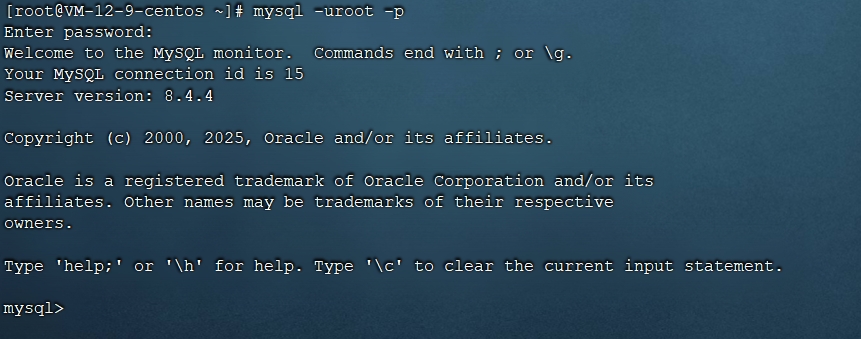 [root@VM-12-9-centos ~]# mysql -uroot -p
Enter password:
Welcome to the MySQL monitor.  Commands end with ; or \g.
Your MySQL connection id is 15
Server version: 8.4.4
Copyright (c) 2000, 2025, Oracle and/or its affiliates.
Oracle is a registered trademark of Oracle Corporation and/or its
affiliates. Other names may be trademarks of their respective
owners.
Type 'help;' or '\h' for help. Type '\c' to clear the current input statement.
mysql>